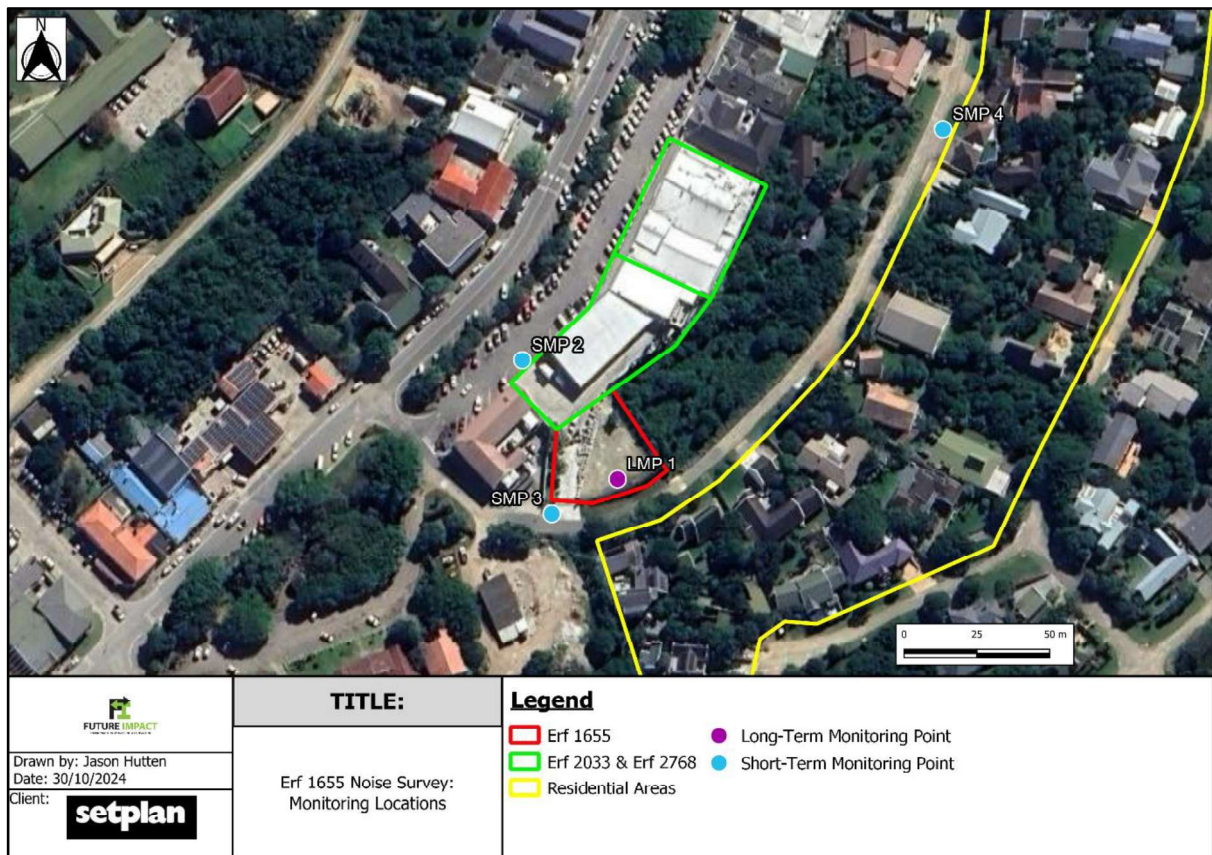 N
SMP 4
SMP 2
LMP 1
SMP 3
0 25 50 m
FUTURE IMPACT
Drawn by: Jason Hutten
Date: 30/10/2024
Client:
setplan
TITLE:
Erf 1655 Noise Survey:
Monitoring Locations
Legend
Erf 1655
Erf 2033 & Erf 2768
Residential Areas
Long-Term Monitoring Point
Short-Term Monitoring Point